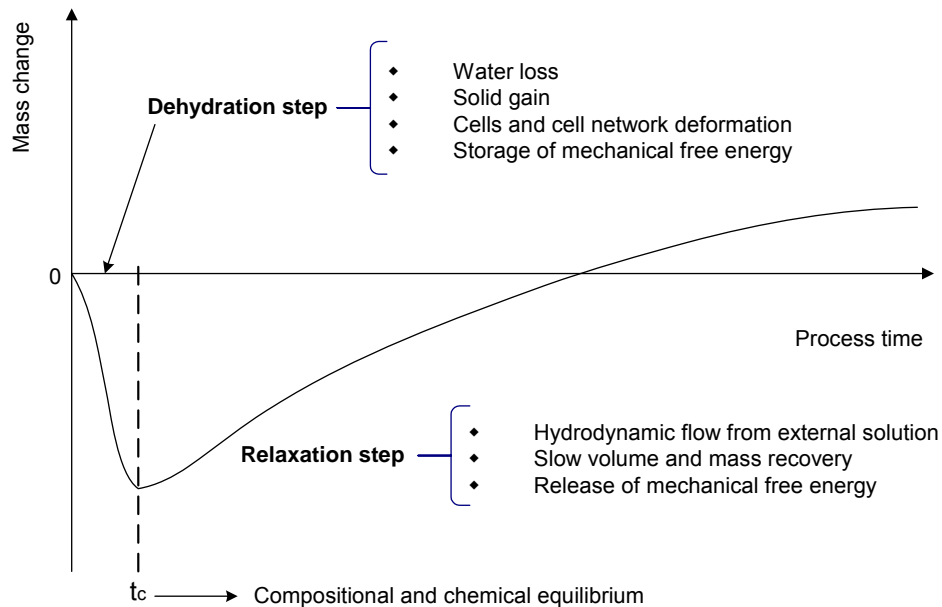 Mass change
Dehydration step
◆ Water loss
◆ Solid gain
◆ Cells and cell network deformation
◆ Storage of mechanical free energy
0
Process time
Relaxation step
◆ Hydrodynamic flow from external solution
◆ Slow volume and mass recovery
◆ Release of mechanical free energy
tc
Compositional and chemical equilibrium